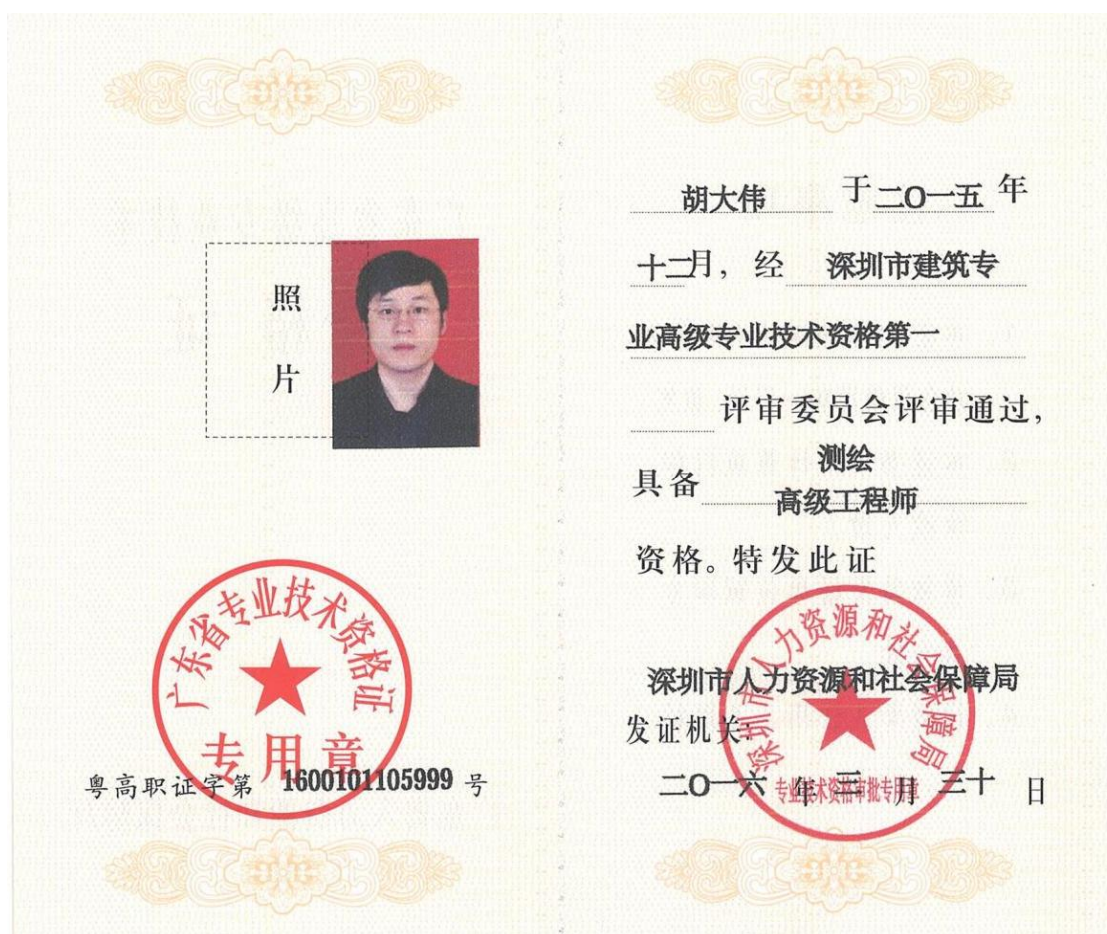 照
片
广东省专业技术资格证
专用章
粤高职证字第 1600101105999 号
胡大伟 于二O一五 年
十二月，经 深圳市建筑专
业高级专业技术资格第一
评审委员会评审通过，
具备 测绘
高级工程师
资格。特发此证
深圳市人力资源和社会保障局
深圳市人力资源和社会保障局
发证机关：
二O一六 年 三 月 三十 日
专业技术资格审批专用章